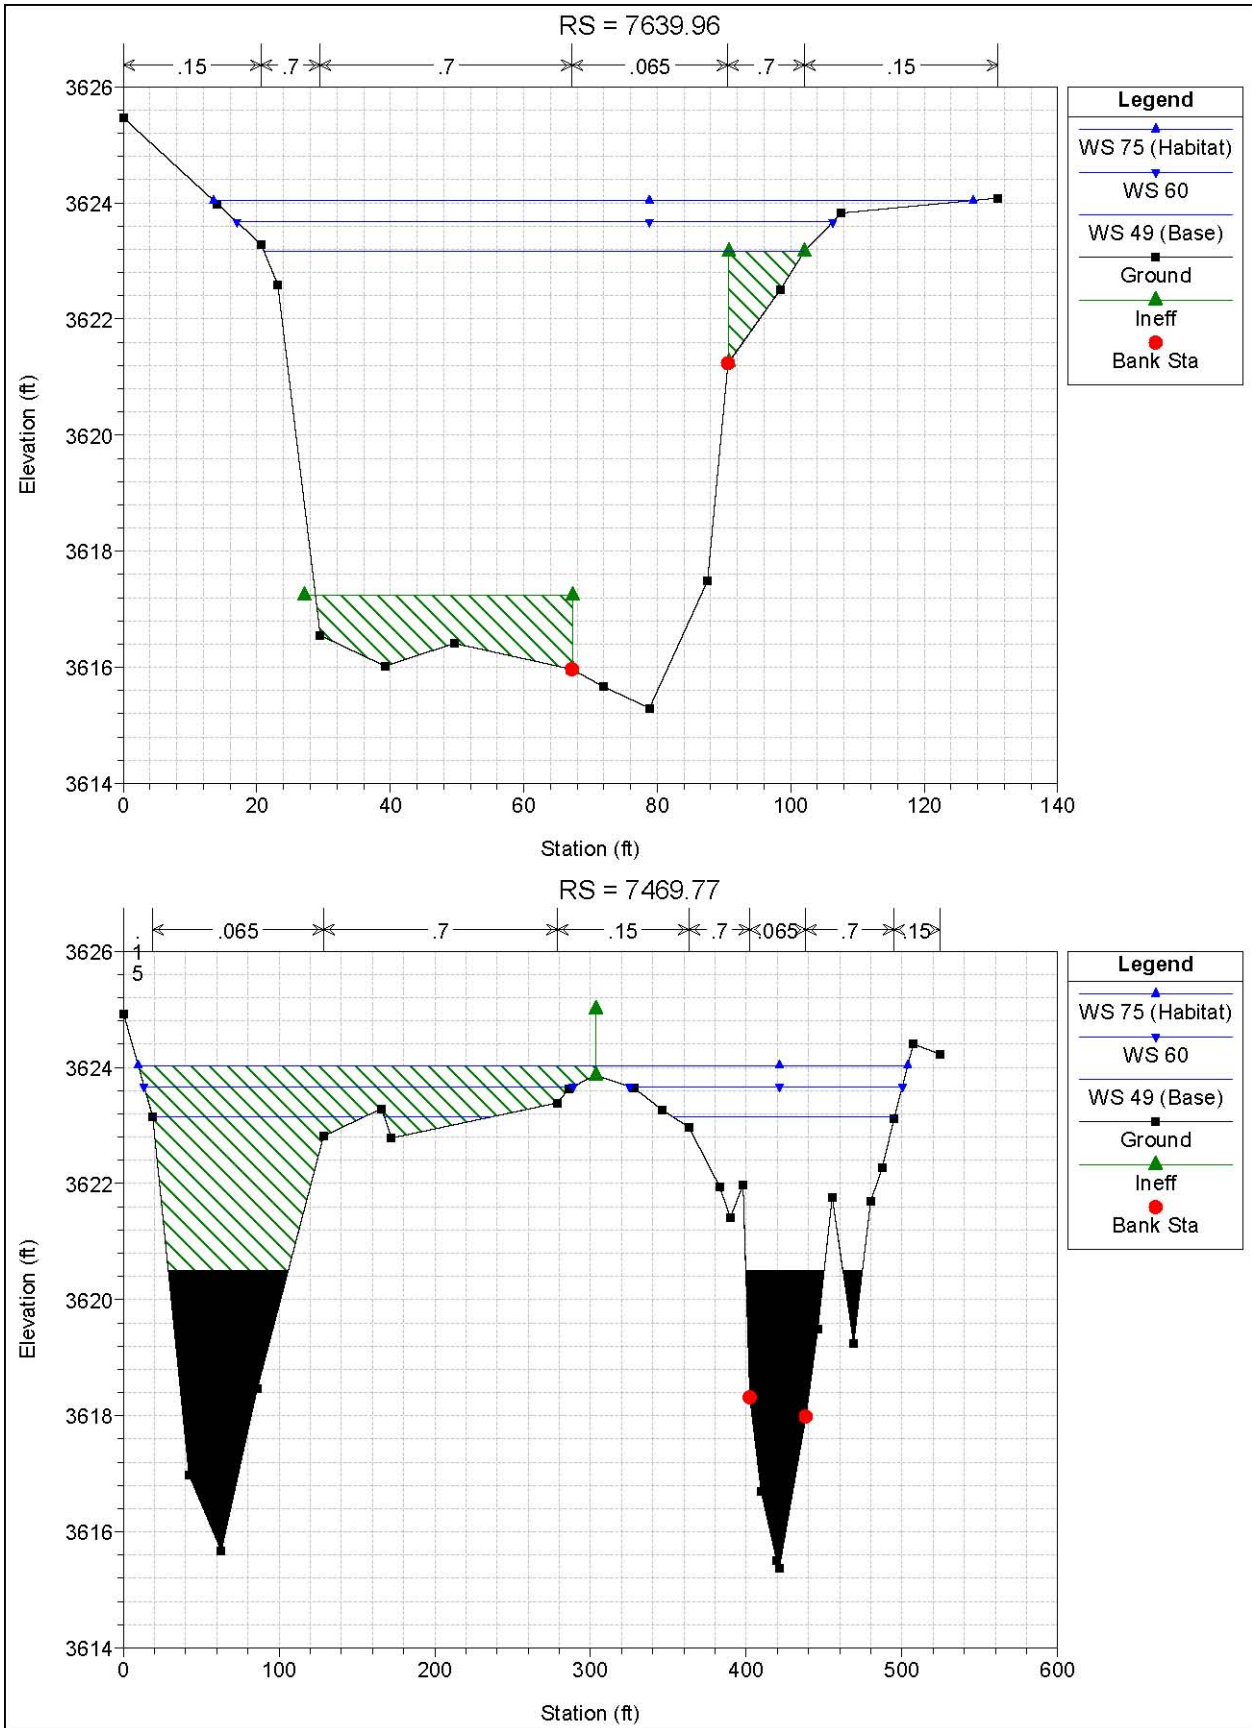 RS = 7639.96
.15 .7 .7 .065 .7 .15
3626
3624
3622
3620
3618
3616
3614
Elevation (ft)
0 20 40 60 80 100 120 140
Station (ft)
Legend
WS 75 (Habitat)
WS 60
WS 49 (Base)
Ground
Ineff
Bank Sta
RS = 7469.77
.15 .065 .7 .15 .7 .065 .7 .15
3626
3624
3622
3620
3618
3616
3614
Elevation (ft)
0 100 200 300 400 500 600
Station (ft)
Legend
WS 75 (Habitat)
WS 60
WS 49 (Base)
Ground
Ineff
Bank Sta